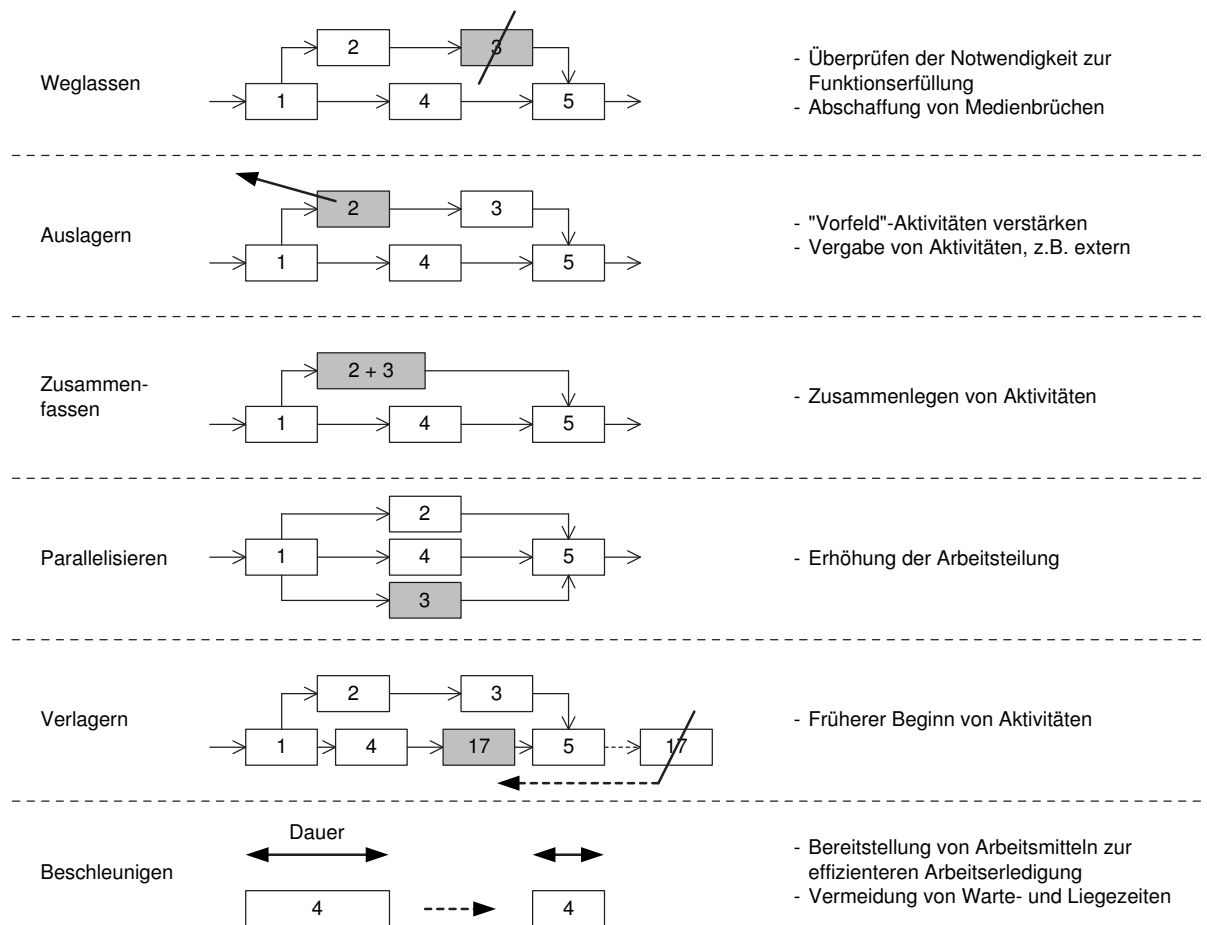 Weglassen
2
3
1
4
5
- Überprüfen der Notwendigkeit zur
Funktionserfüllung
- Abschaffung von Medienbrüchen
Auslagern
2
3
1
4
5
- "Vorfeld"-Aktivitäten verstärken
- Vergabe von Aktivitäten, z.B. extern
Zusammen-
fassen
2 + 3
1
4
5
- Zusammenlegen von Aktivitäten
Parallelisieren
2
1
4
5
3
- Erhöhung der Arbeitsteilung
Verlagern
2
3
1
4
17
5
17
- Früherer Beginn von Aktivitäten
Beschleunigen
Dauer
4
4
- Bereitstellung von Arbeitsmitteln zur
effizienteren Arbeitserledigung
- Vermeidung von Warte- und Liegezeiten